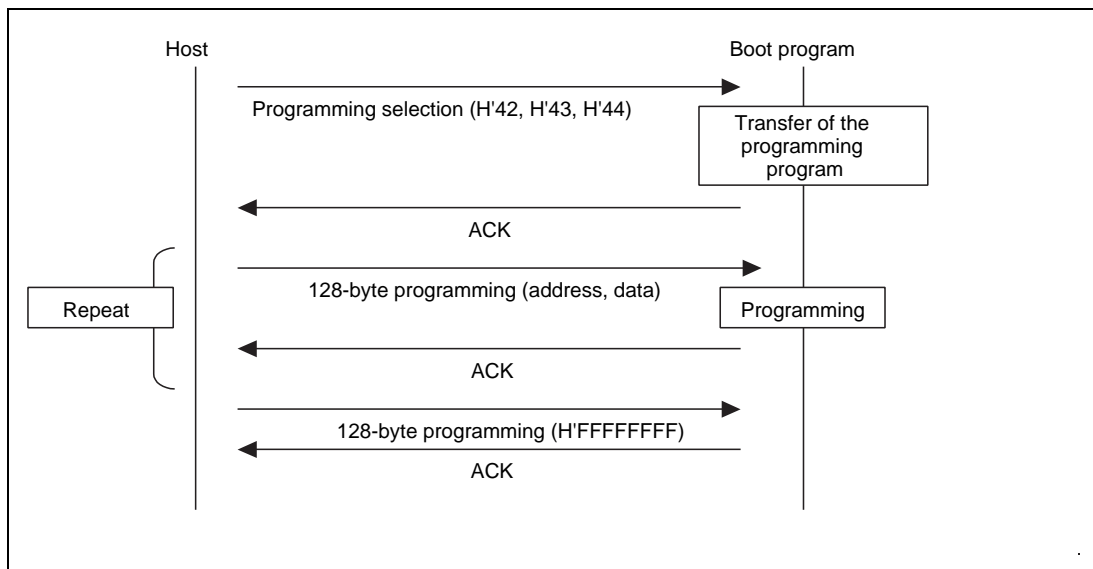 Host
Boot program
Programming selection (H'42, H'43, H'44)
Transfer of the
programming
program
ACK
128-byte programming (address, data)
Repeat
Programming
ACK
128-byte programming (H'FFFFFFFF)
ACK